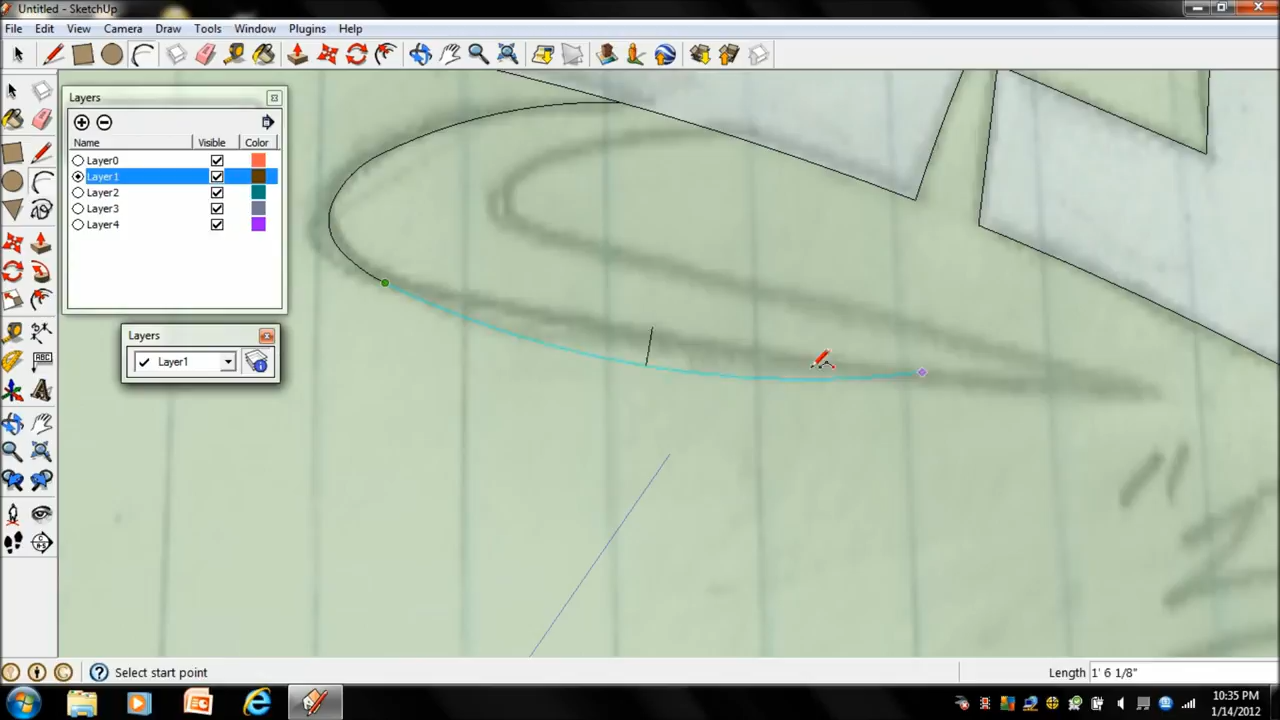 Untitled - SketchUp
File Edit View Camera Draw Tools Window Plugins Help
Layers
Name Visible Color
Layer0
Layer1
Layer2
Layer3
Layer4
Layers
Layer1
ABC
Select start point
Length 1' 6 1/8"
10:35 PM
1/14/2012